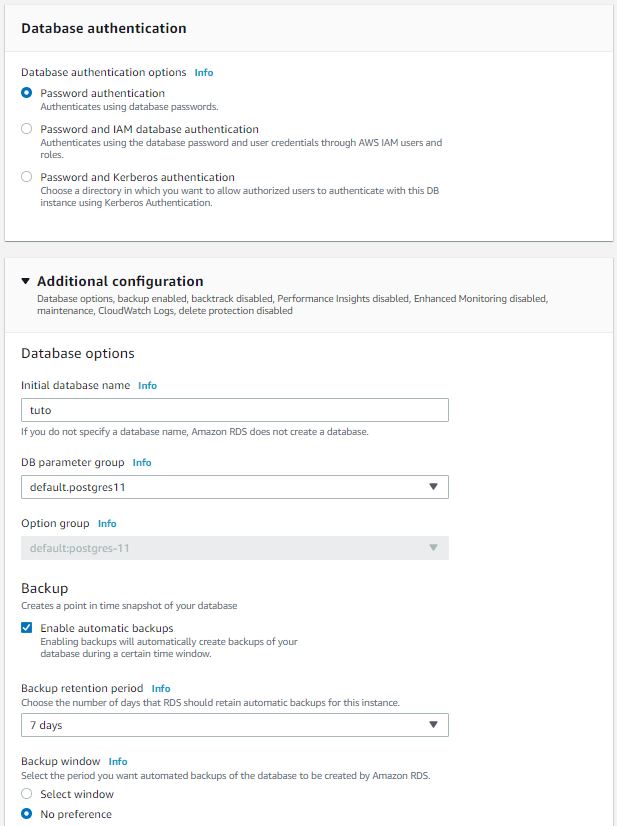 Database authentication
Database authentication options Info
Password authentication
Authenticates using database passwords.
Password and IAM database authentication
Authenticates using the database password and user credentials through AWS IAM users and
roles.
Password and Kerberos authentication
Choose a directory in which you want to allow authorized users to authenticate with this DB
instance using Kerberos Authentication.
Additional configuration
Database options, backup enabled, backtrack disabled, Performance Insights disabled, Enhanced Monitoring disabled,
maintenance, CloudWatch Logs, delete protection disabled
Database options
Initial database name Info
tuto
If you do not specify a database name, Amazon RDS does not create a database.
DB parameter group Info
default.postgres11
Option group Info
default:postgres-11
Backup
Creates a point in time snapshot of your database
Enable automatic backups
Enabling backups will automatically create backups of your
database during a certain time window.
Backup retention period Info
Choose the number of days that RDS should retain automatic backups for this instance.
7 days
Backup window Info
Select the period you want automated backups of the database to be created by Amazon RDS.
Select window
No preference